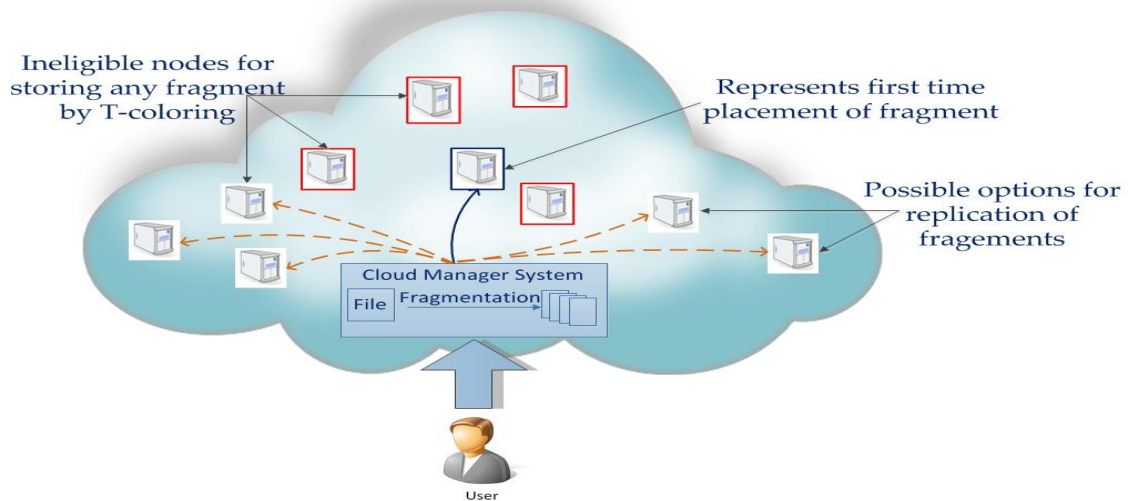 Ineligible nodes for
storing any fragment
by T-coloring
Represents first time
placement of fragment
Possible options for
replication of
fragements
Cloud Manager System
File
Fragmentation
User